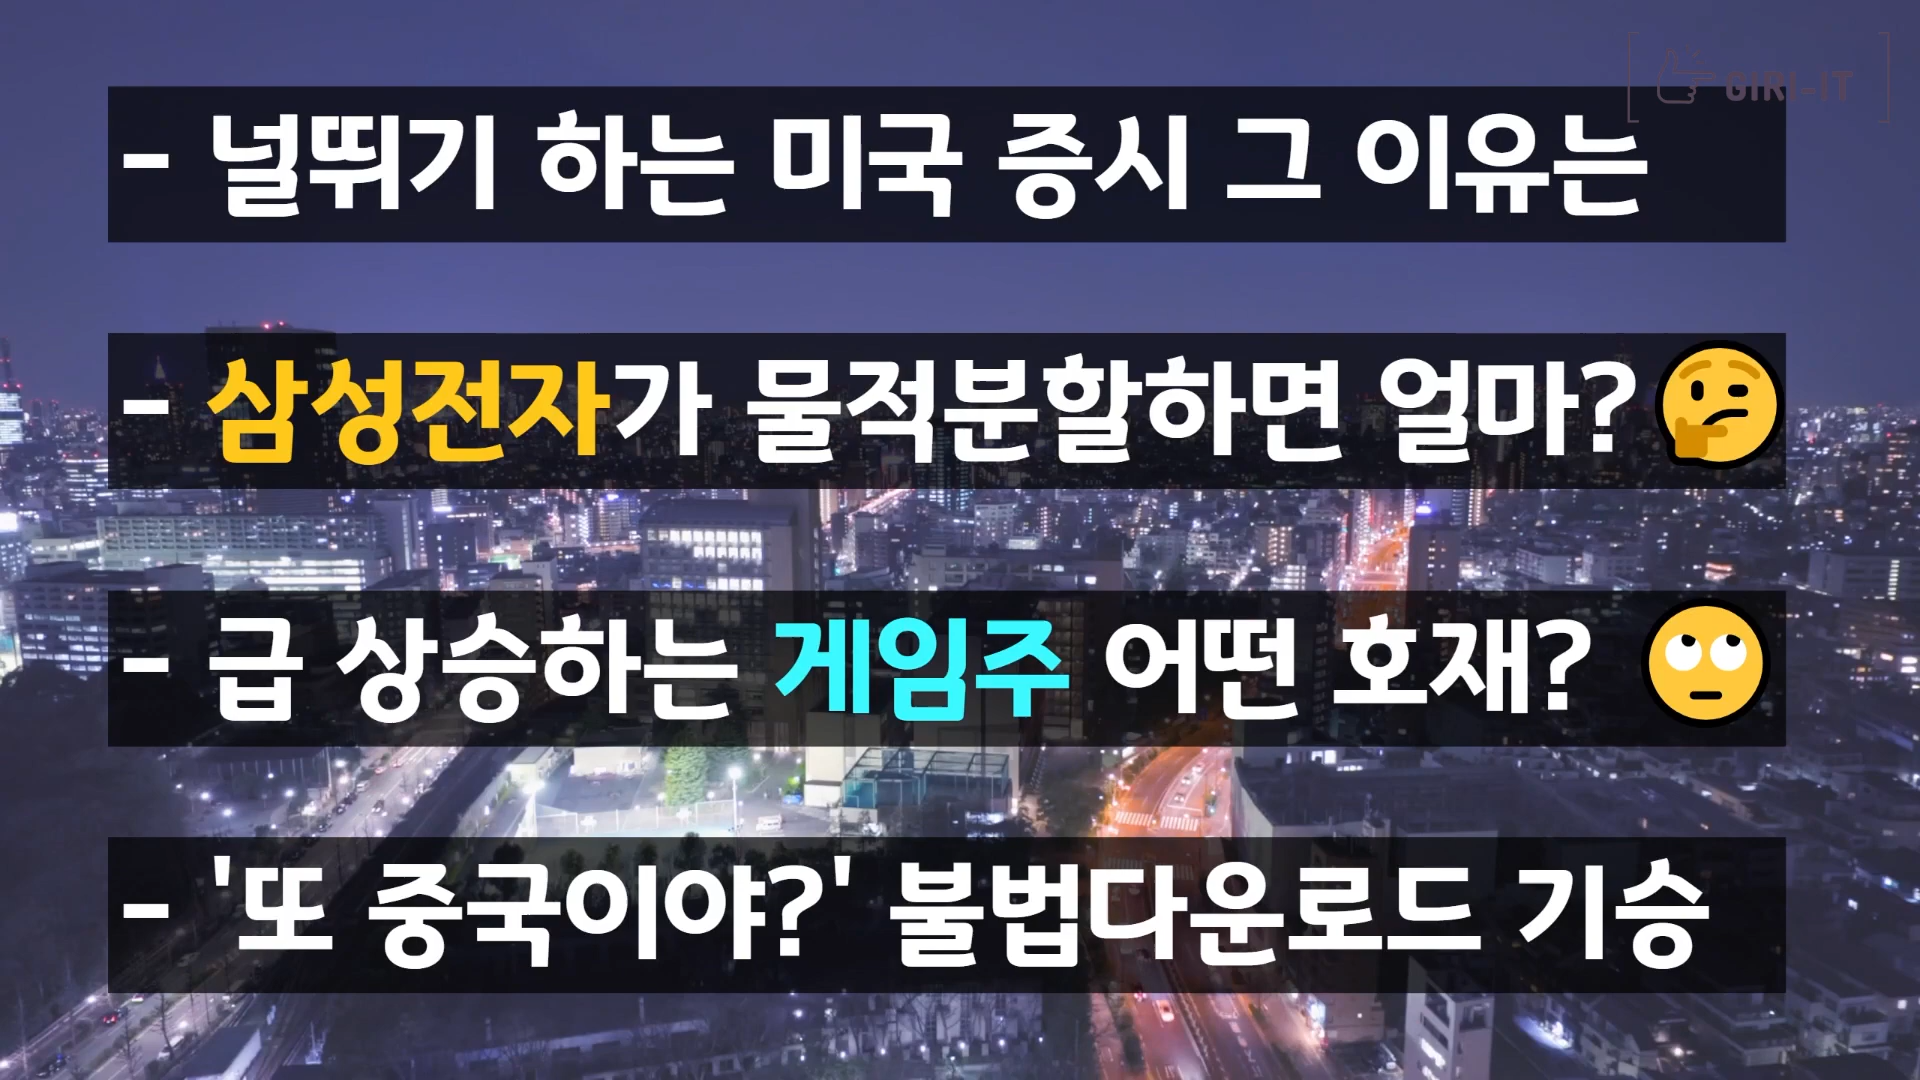 GIRI-IT
- 널뛰기 하는 미국 증시 그 이유는
- 삼성전자가 물적분할하면 얼마?
- 급 상승하는 게임주 어떤 호재?
- '또 중국이야?' 불법다운로드 기승